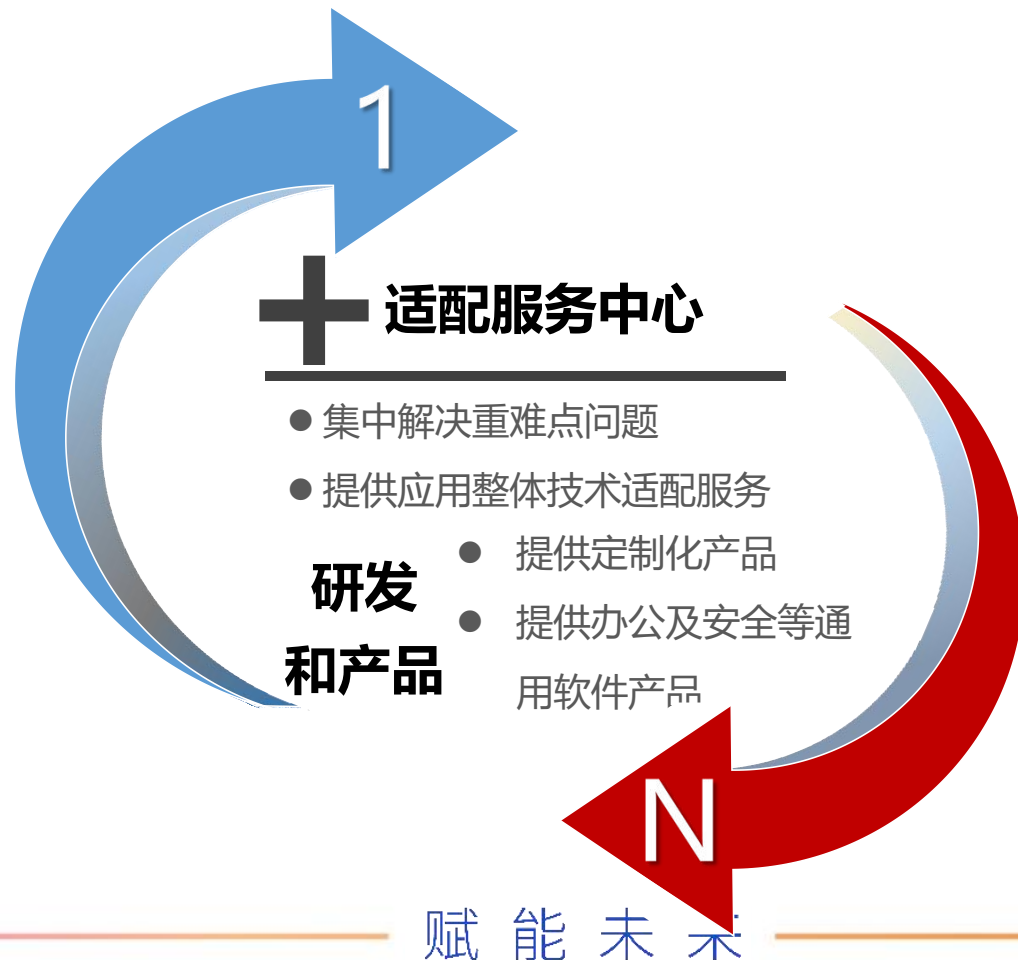 1
适配服务中心
● 集中解决重难点问题
● 提供应用整体技术适配服务
研发
和产品
● 提供定制化产品
● 提供办公及安全等通
用软件产品
N
赋能未来